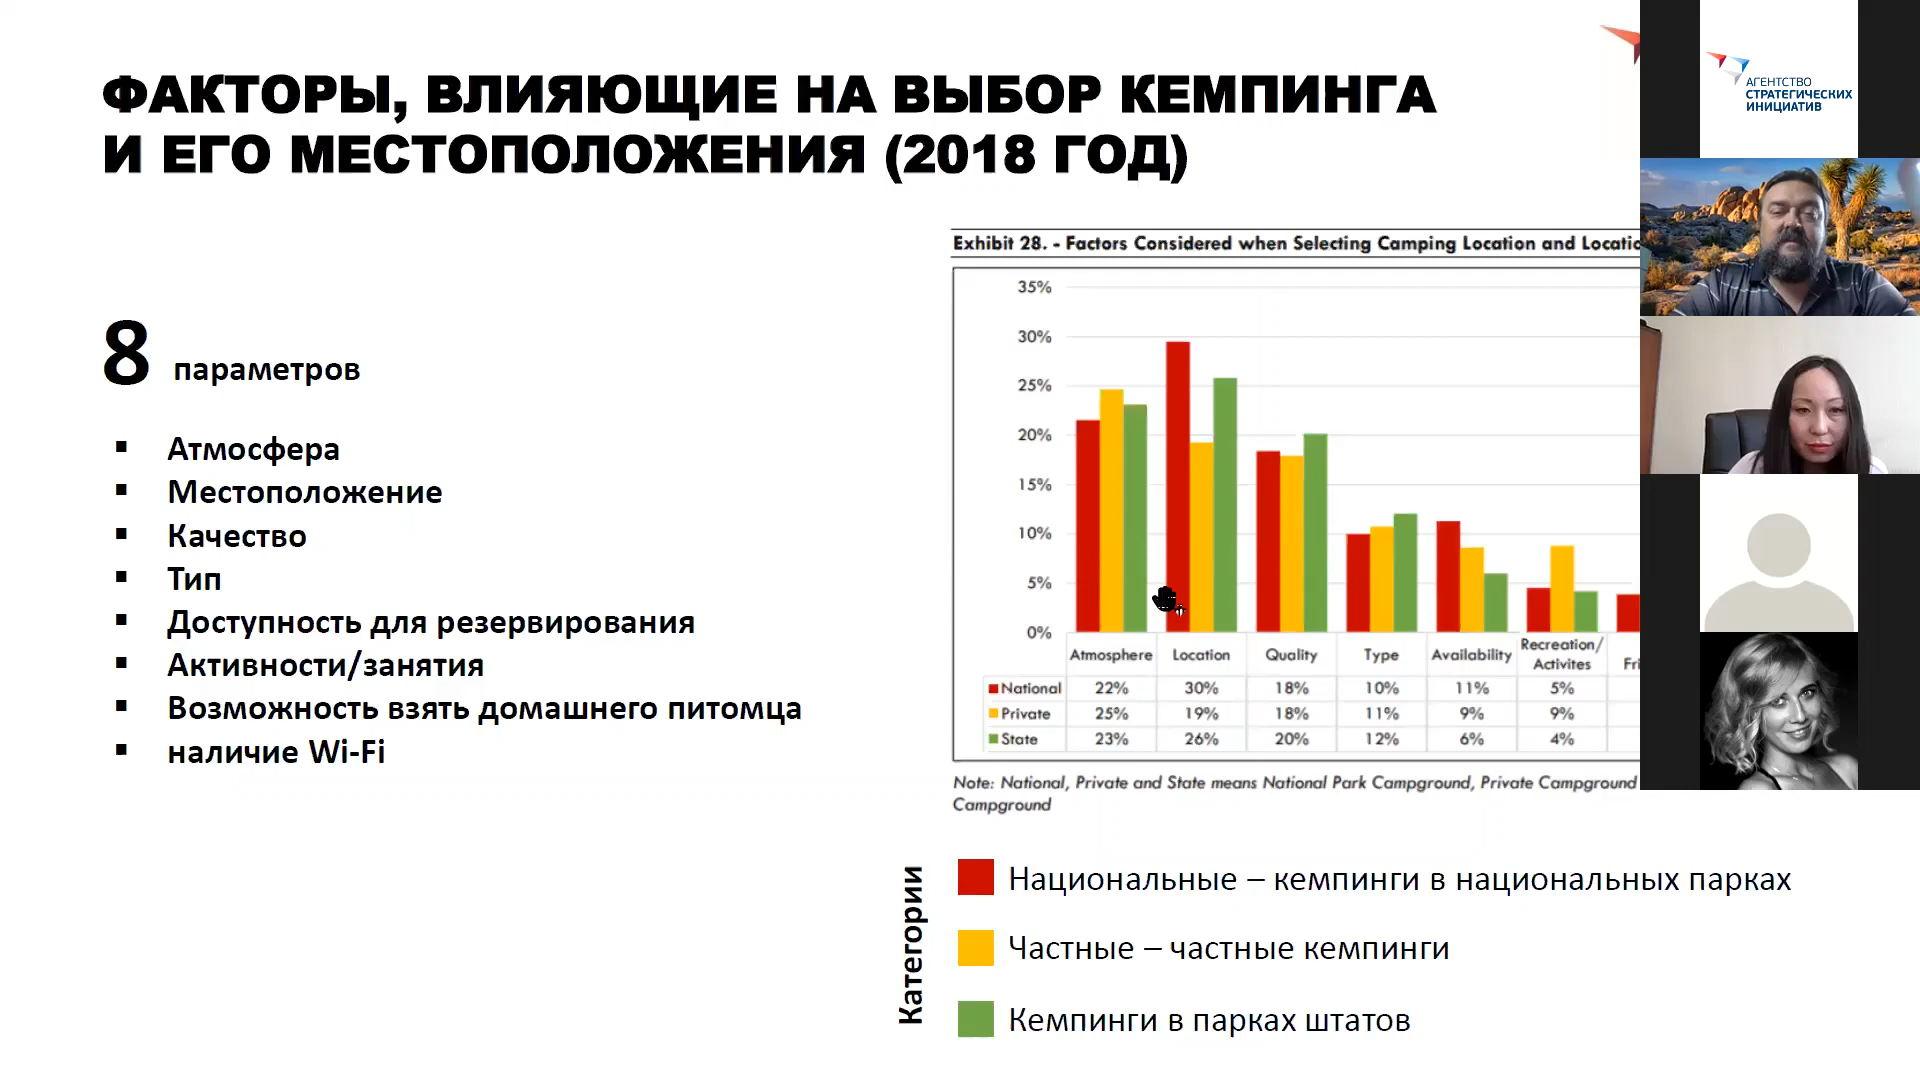 ФАКТОРЫ, ВЛИЯЮЩИЕ НА ВЫБОР КЕМПИНГА
И ЕГО МЕСТОПОЛОЖЕНИЯ (2018 ГОД)
8 параметров
▪ Атмосфера
▪ Местоположение
▪ Качество
▪ Тип
▪ Доступность для резервирования
▪ Активности/занятия
▪ Возможность взять домашнего питомца
▪ наличие Wi-Fi
Exhibit 28. - Factors Considered when Selecting Camping Location and
35%
30%
25%
20%
15%
10%
5%
0%
Atmosphere Location Quality Type Availability Recreation/
Activites
National 22% 30% 18% 10% 11% 5%
Private 25% 19% 18% 11% 9% 9%
State 23% 26% 20% 12% 6% 4%
Note: National, Private and State means National Park Campground, Private Campground
Campground
Категории
Национальные – кемпинги в национальных парках
Частные – частные кемпинги
Кемпинги в парках штатов
АГЕНТСТВО
СТРАТЕГИЧЕСКИХ
ИНИЦИАТИВ